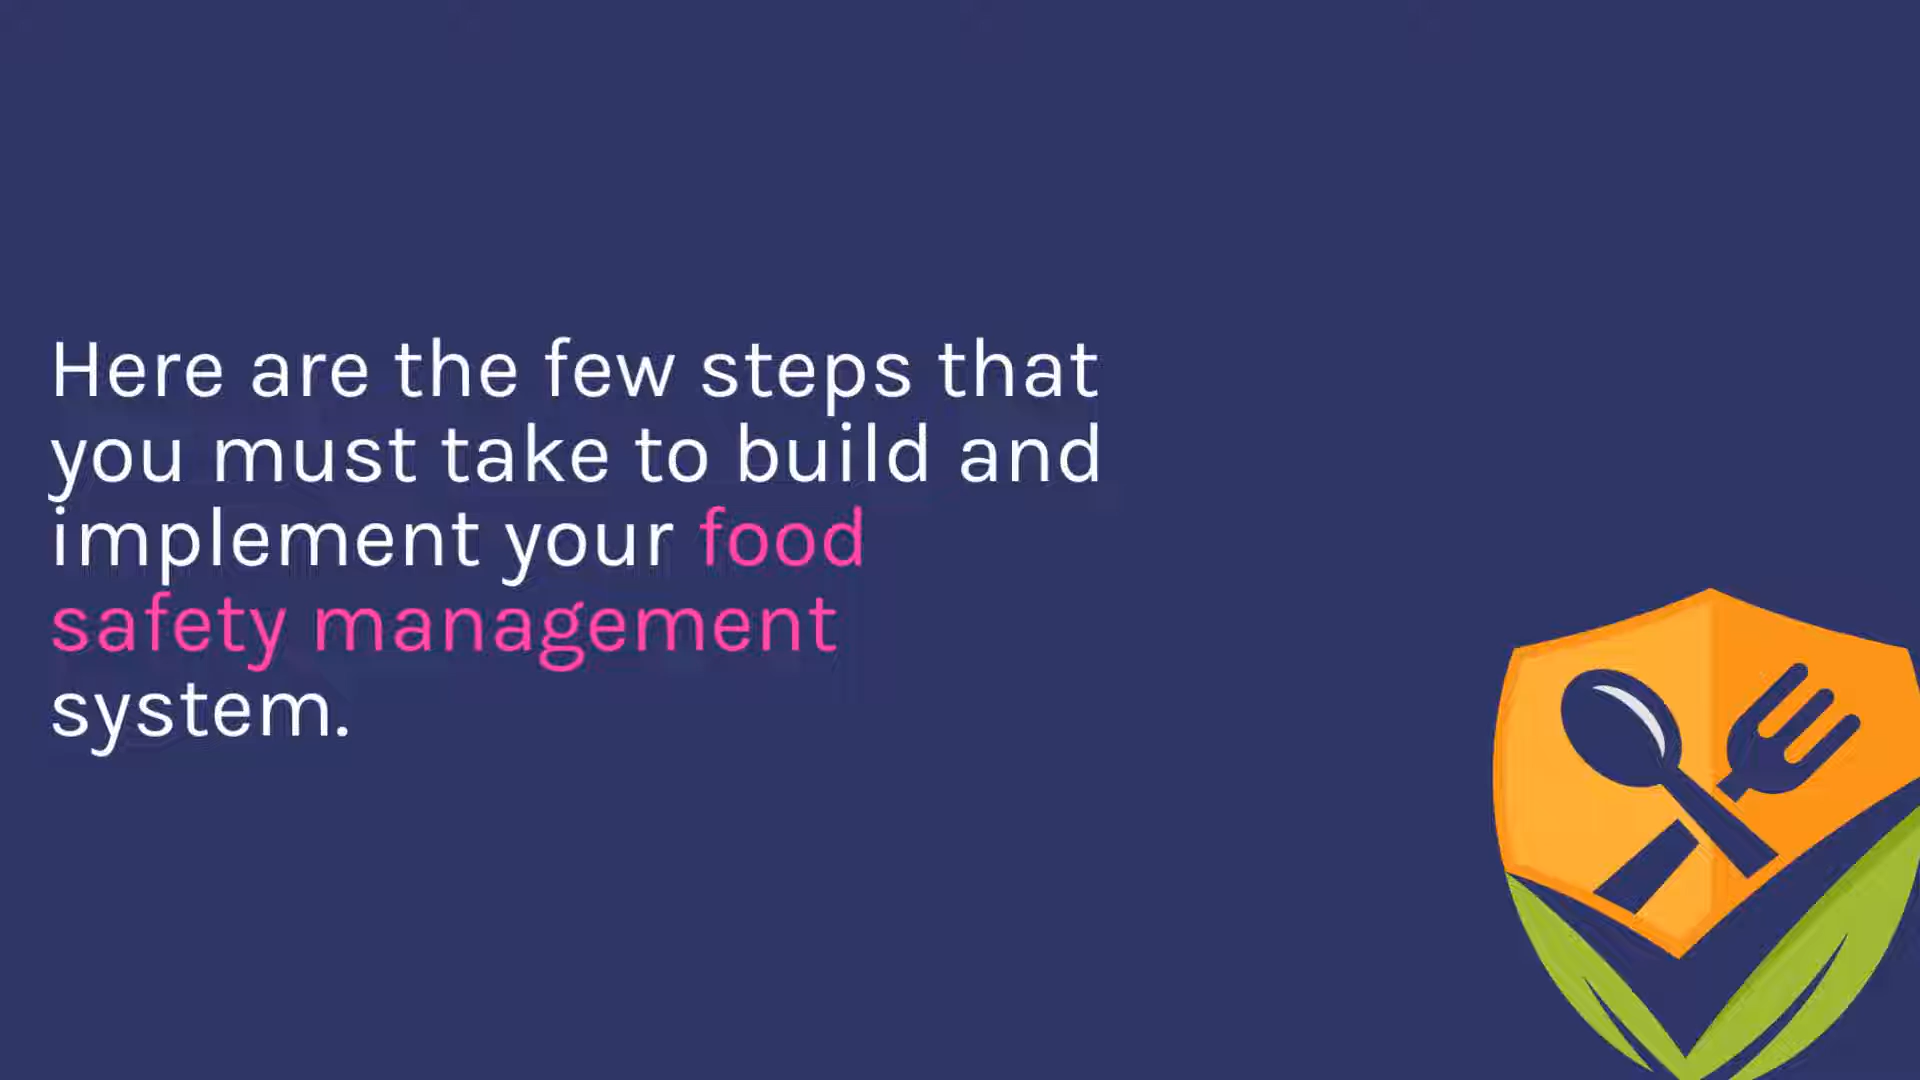 Here are the few steps that
you must take to build and
implement your food
safety management
system.